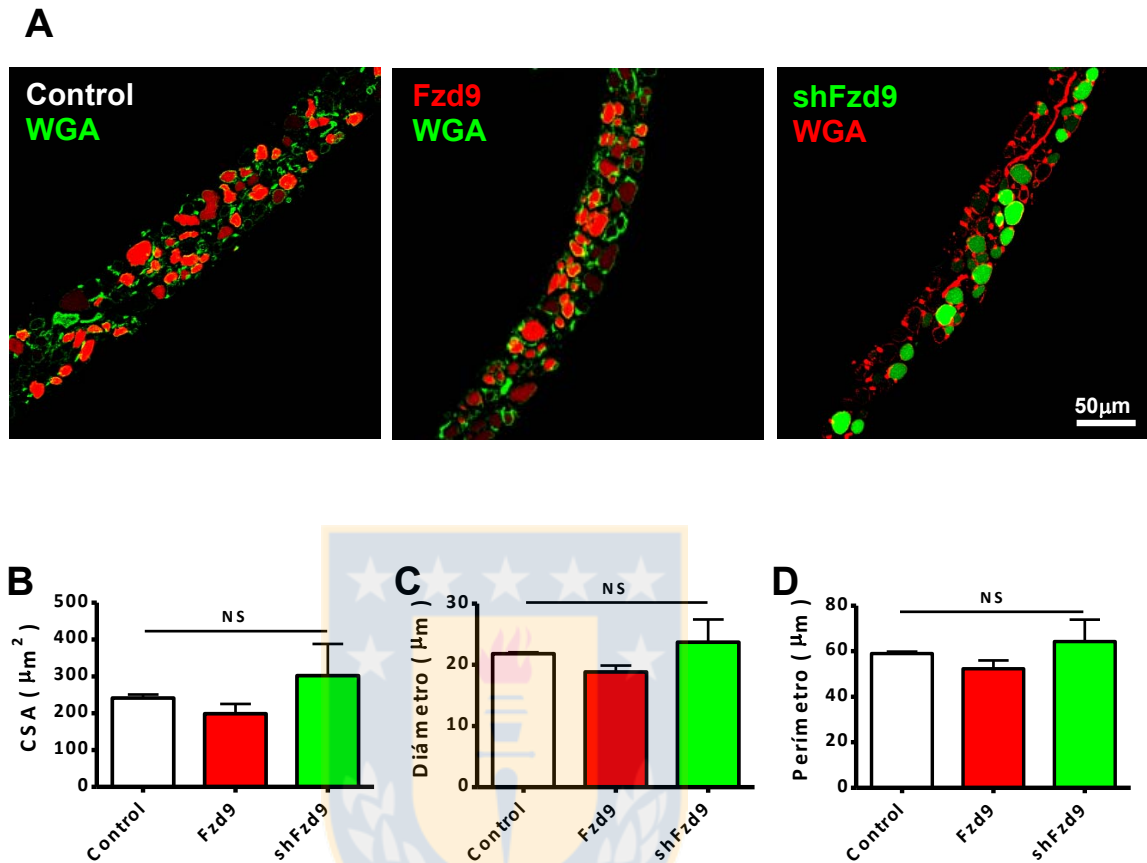 A
Control
WGA
Fzd9
WGA
shFzd9
WGA
50μm
B
CSA (μm²)
500
400
300
200
100
0
NS
Control
Fzd9
shFzd9
C
Diámetro (μm)
30
20
10
0
NS
Control
Fzd9
shFzd9
D
Perímetro (μm)
80
60
40
20
0
NS
Control
Fzd9
shFzd9